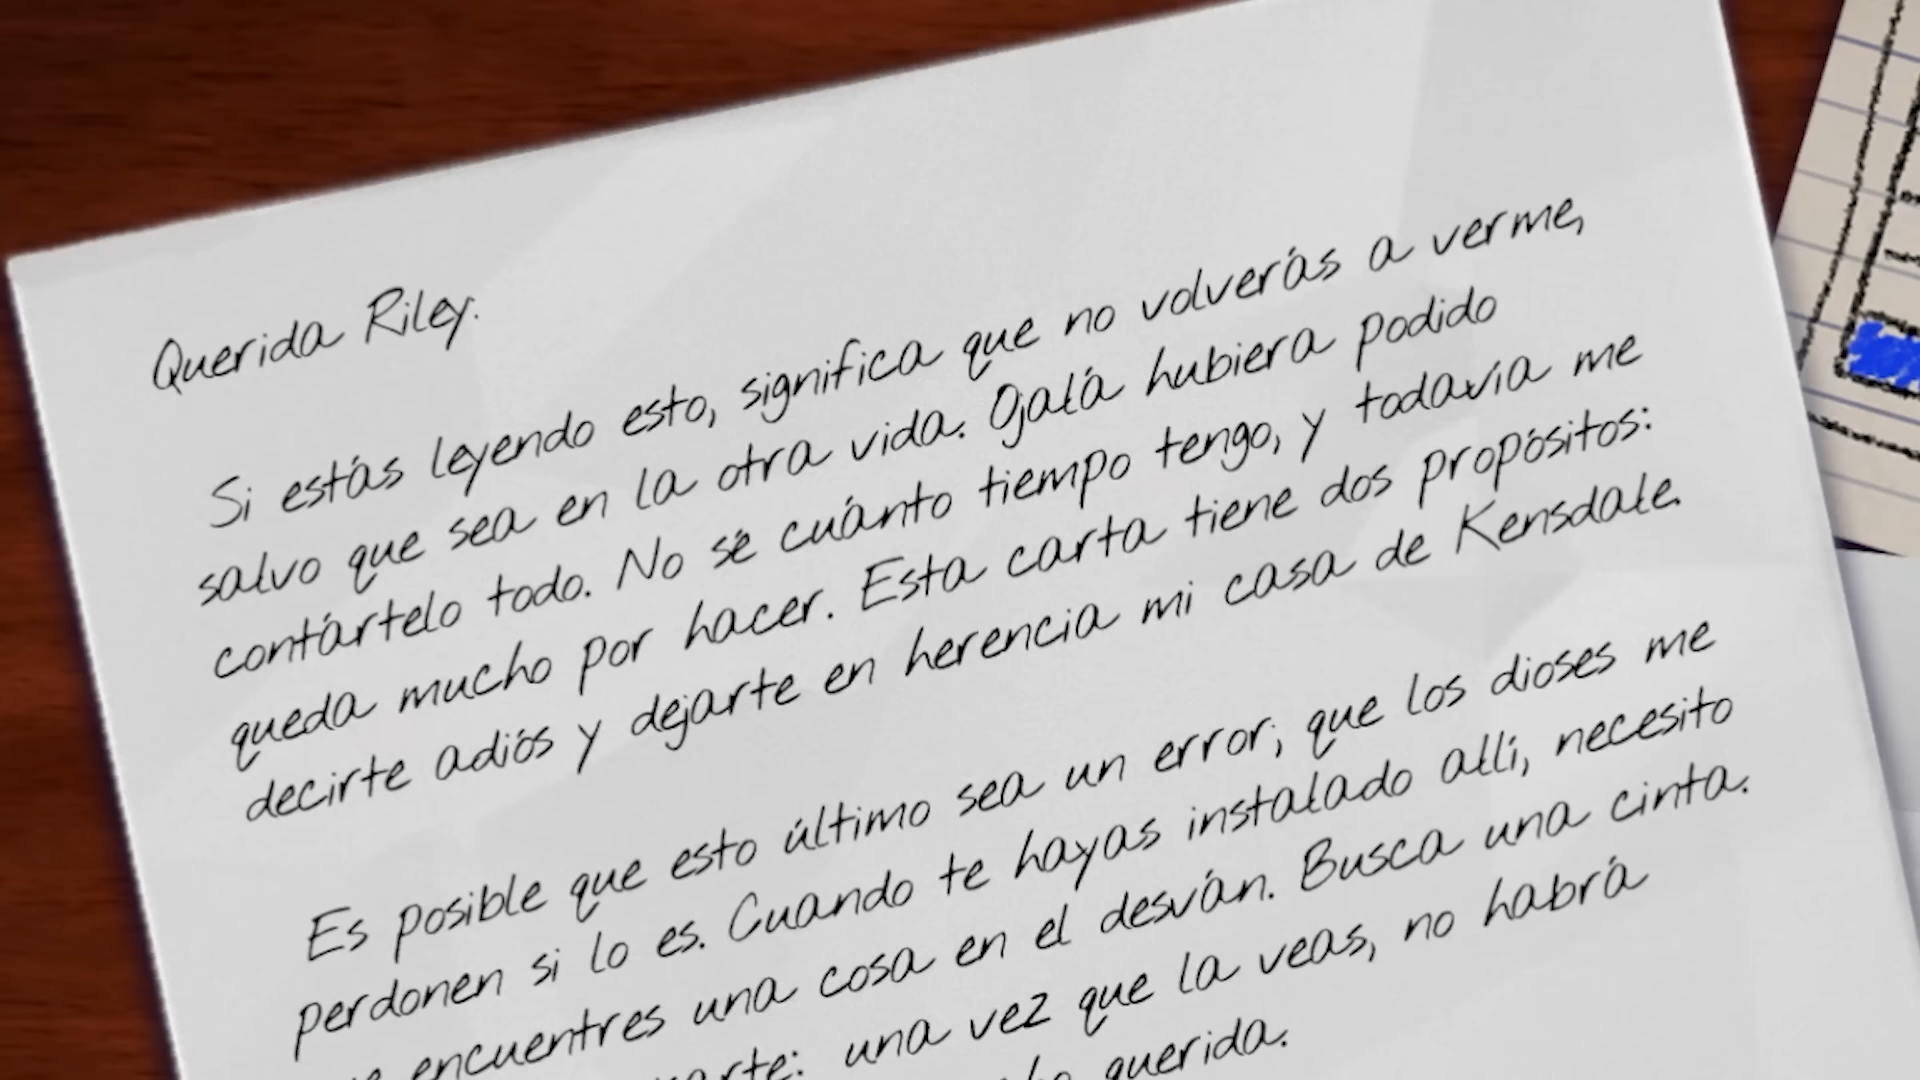 Querida Riley:
Si estás leyendo esto, significa que no volverás a verme,
salvo que sea en la otra vida. Ojalá hubiera podido
contártelo todo. No sé cuánto tiempo tengo, y todavía me
queda mucho por hacer. Esta carta tiene dos propósitos:
decirte adiós y dejarte en herencia mi casa de Kensdale.
Es posible que esto último sea un error; que los dioses me
perdonen si lo es. Cuando te hayas instalado allí, necesito
encuentres una cosa en el desván. Busca una cinta.
una vez que la veas, no habrá
querida.